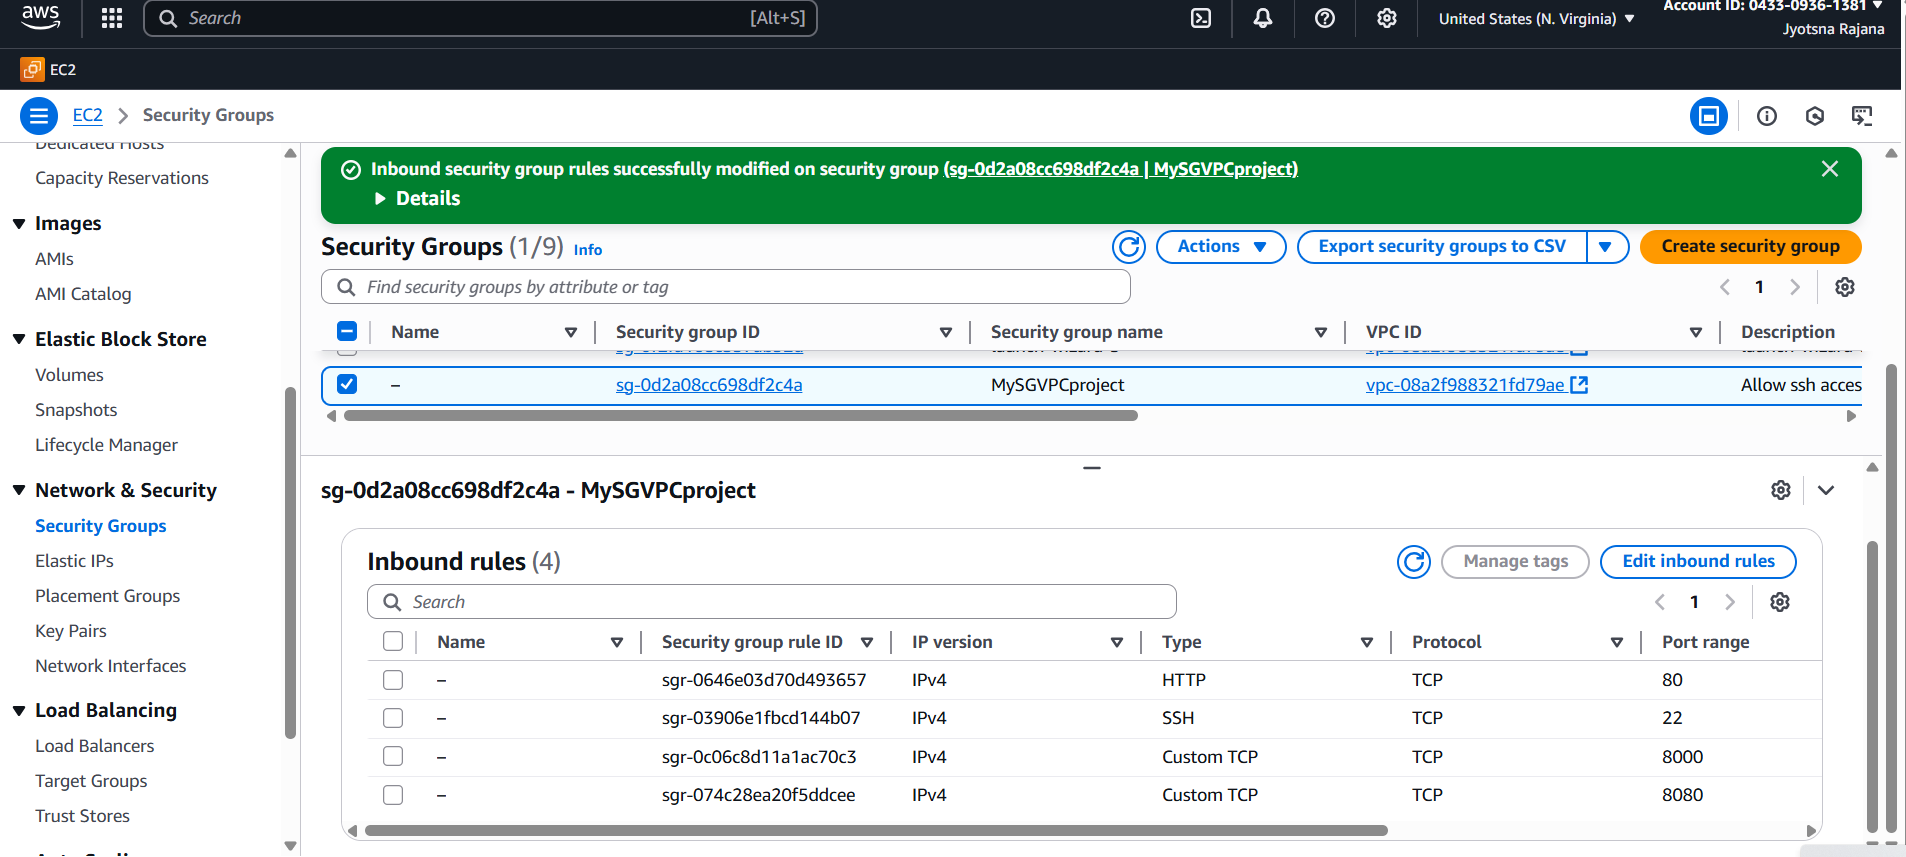 aws
Search [Alt+S]
United States (N. Virginia)
Account ID: 0433-0936-1381
Jyotsna Rajana
EC2
EC2 > Security Groups
Dedicated Hosts
Capacity Reservations
Images
AMIs
AMI Catalog
Elastic Block Store
Volumes
Snapshots
Lifecycle Manager
Network & Security
Security Groups
Elastic IPs
Placement Groups
Key Pairs
Network Interfaces
Load Balancing
Load Balancers
Target Groups
Trust Stores
Inbound security group rules successfully modified on security group (sg-0d2a08cc698df2c4a | MySGVPCproject)
Details
Security Groups (1/9) Info
Actions
Export security groups to CSV
Create security group
Find security groups by attribute or tag
1
Name Security group ID Security group name VPC ID Description
– sg-0d2a08cc698df2c4a MySGVPCproject vpc-08a2f988321fd79ae Allow ssh acces
sg-0d2a08cc698df2c4a - MySGVPCproject
Inbound rules (4)
Manage tags
Edit inbound rules
Search
1
Name Security group rule ID IP version Type Protocol Port range
– sgr-0646e03d70d493657 IPv4 HTTP TCP 80
– sgr-03906e1fbcd144b07 IPv4 SSH TCP 22
– sgr-0c06c8d11a1ac70c3 IPv4 Custom TCP TCP 8000
– sgr-074c28ea20f5ddcee IPv4 Custom TCP TCP 8080